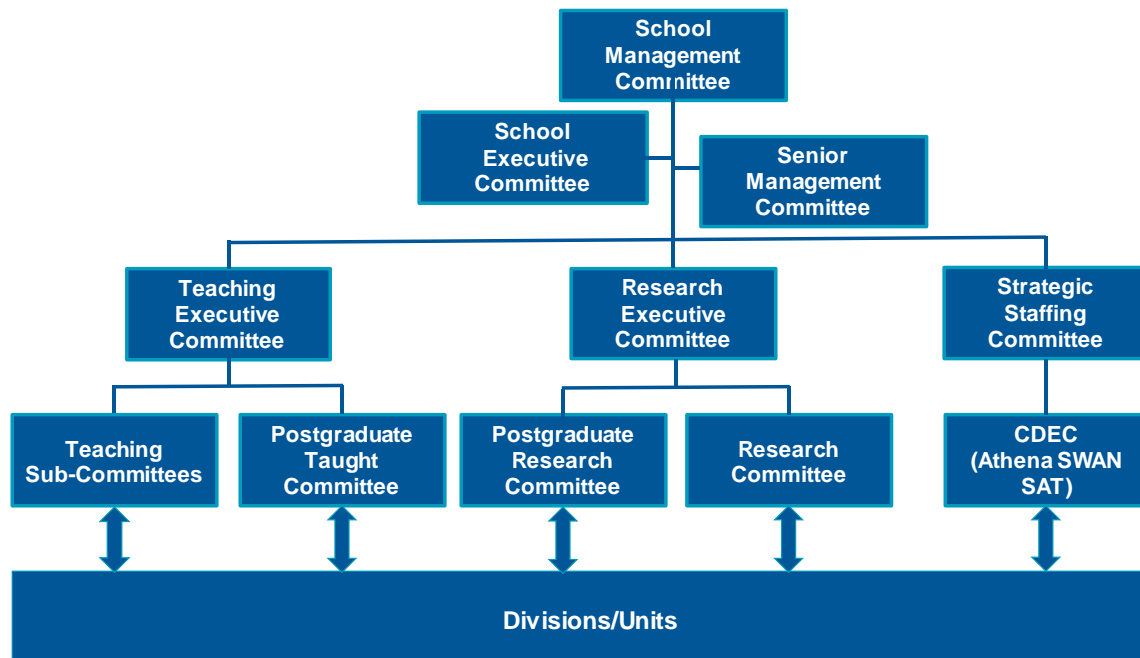 School
Management
Committee
School
Executive
Committee
Senior
Management
Committee
Teaching
Executive
Committee
Research
Executive
Committee
Strategic
Staffing
Committee
Teaching
Sub-Committees
Postgraduate
Taught
Committee
Postgraduate
Research
Committee
Research
Committee
CDEC
(Athena SWAN
SAT)
Divisions/Units